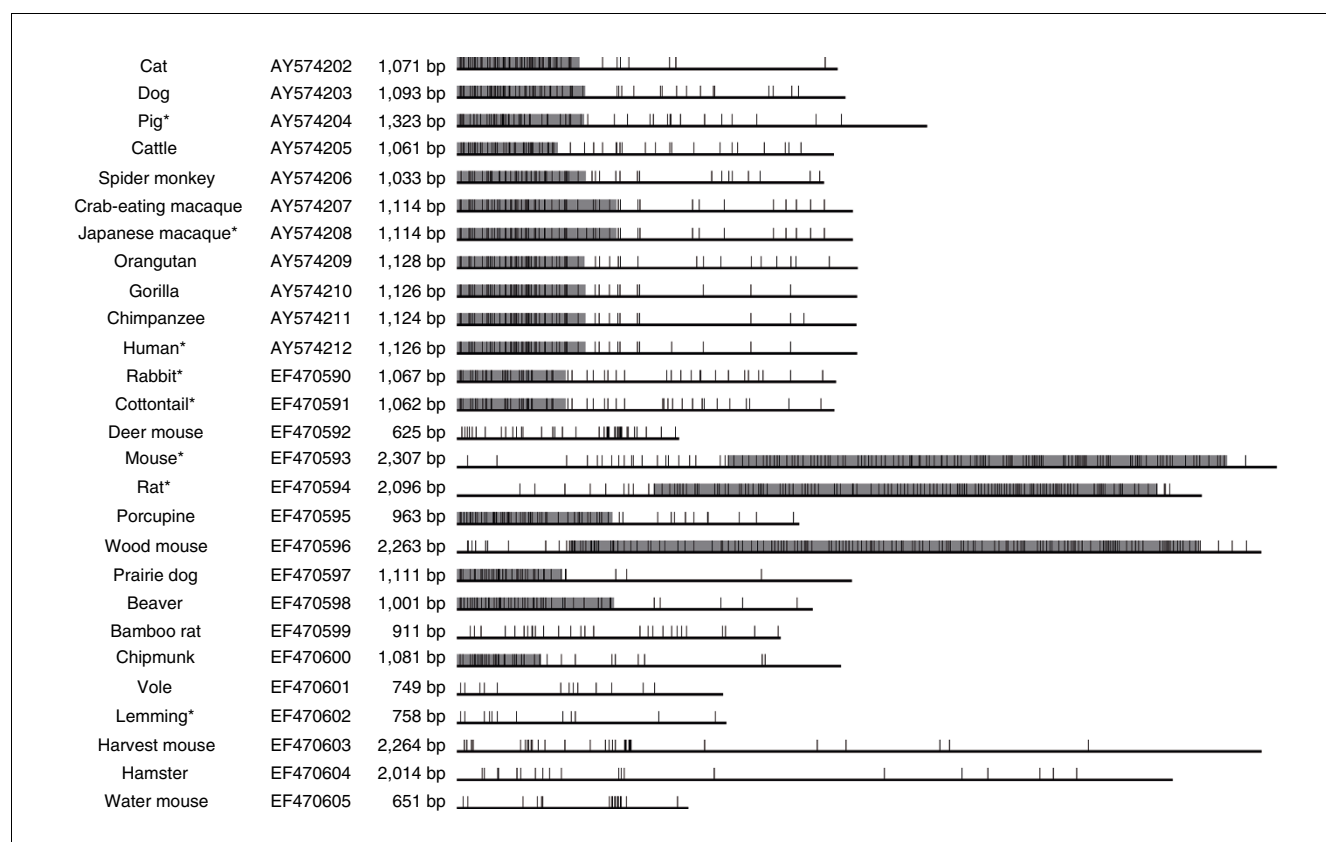 Cat AY574202 1,071 bp
Dog AY574203 1,093 bp
Pig* AY574204 1,323 bp
Cattle AY574205 1,061 bp
Spider monkey AY574206 1,033 bp
Crab-eating macaque AY574207 1,114 bp
Japanese macaque* AY574208 1,114 bp
Orangutan AY574209 1,128 bp
Gorilla AY574210 1,126 bp
Chimpanzee AY574211 1,124 bp
Human* AY574212 1,126 bp
Rabbit* EF470590 1,067 bp
Cottontail* EF470591 1,062 bp
Deer mouse EF470592 625 bp
Mouse* EF470593 2,307 bp
Rat* EF470594 2,096 bp
Porcupine EF470595 963 bp
Wood mouse EF470596 2,263 bp
Prairie dog EF470597 1,111 bp
Beaver EF470598 1,001 bp
Bamboo rat EF470599 911 bp
Chipmunk EF470600 1,081 bp
Vole EF470601 749 bp
Lemming* EF470602 758 bp
Harvest mouse EF470603 2,264 bp
Hamster EF470604 2,014 bp
Water mouse EF470605 651 bp